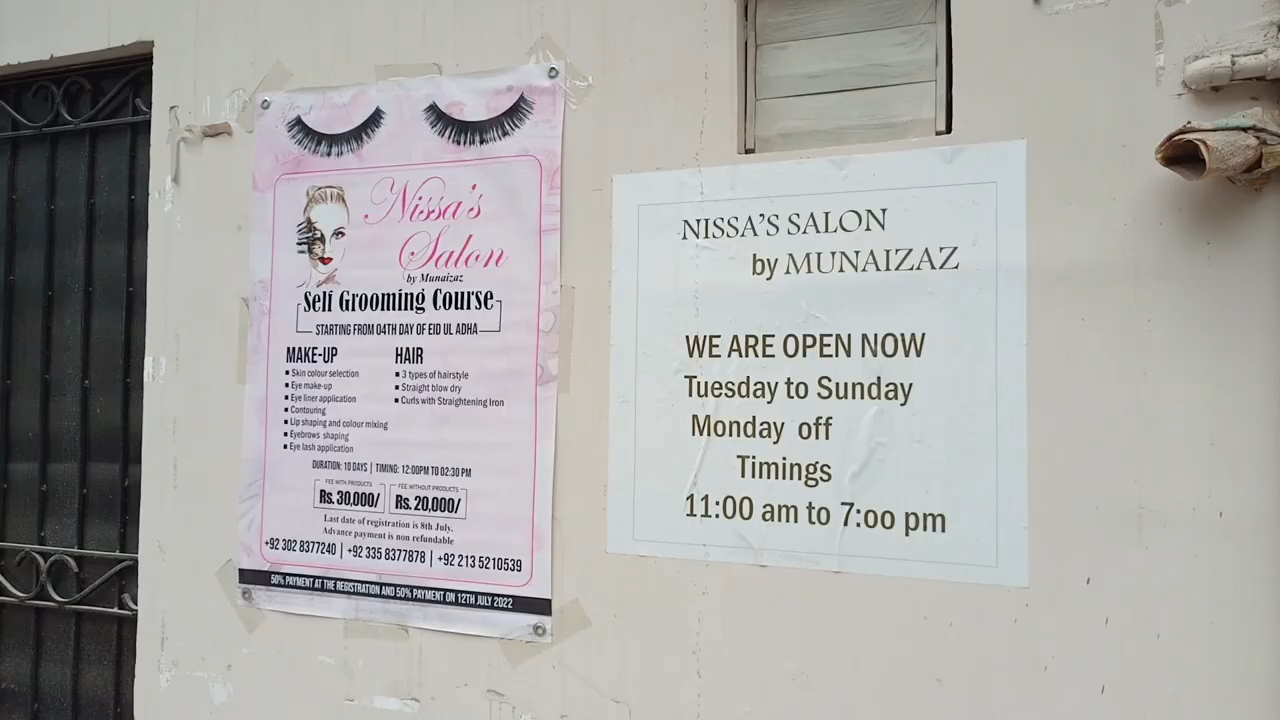 Nissa's
Salon
by Munaizaz
Self Grooming Course
STARTING FROM 04TH DAY OF EID UL ADHA
MAKE-UP
■ Skin colour selection
■ Eye make-up
■ Eye liner application
■ Contouring
■ Lip shaping and colour mixing
■ Eyebrows shaping
■ Eye lash application
HAIR
■ 3 types of hairstyle
■ Straight blow dry
■ Curls with Straightening Iron
DURATION: 10 DAYS | TIMING: 12:00PM TO 02:30 PM
FEE WITH PRODUCTS
Rs. 30,000/
FEE WITHOUT PRODUCTS
Rs. 20,000/
Last date of registration is 8th July.
Advance payment is non refundable
+92 302 8377240 | +92 335 8377878 | +92 213 5210539
50% PAYMENT AT THE REGISTRATION AND 50% PAYMENT ON 12TH JULY 2022
NISSA'S SALON
by MUNAIZAZ
WE ARE OPEN NOW
Tuesday to Sunday
Monday off
Timings
11:00 am to 7:oo pm